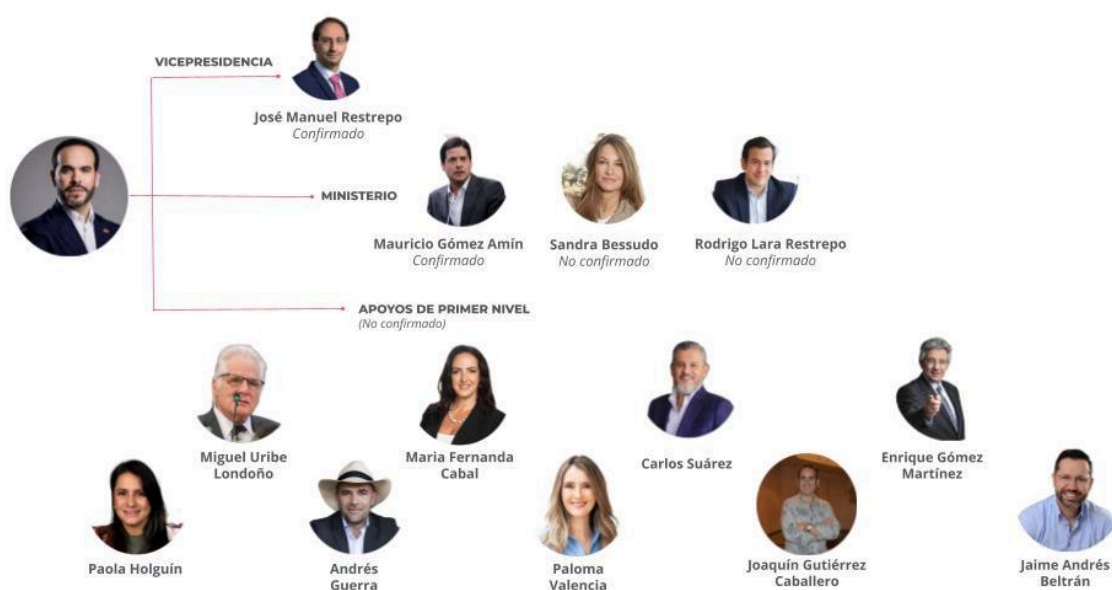 VICEPRESIDENCIA
José Manuel Restrepo
Confirmado
MINISTERIO
Mauricio Gómez Amín
Confirmado
Sandra Bessudo
No confirmado
Rodrigo Lara Restrepo
No confirmado
APOYOS DE PRIMER NIVEL
(No confirmado)
Miguel Uribe
Londoño
Maria Fernanda
Cabal
Carlos Suárez
Enrique Gómez
Martínez
Paola Holguín
Andrés
Guerra
Paloma
Valencia
Joaquín Gutiérrez
Caballero
Jaime Andrés
Beltrán